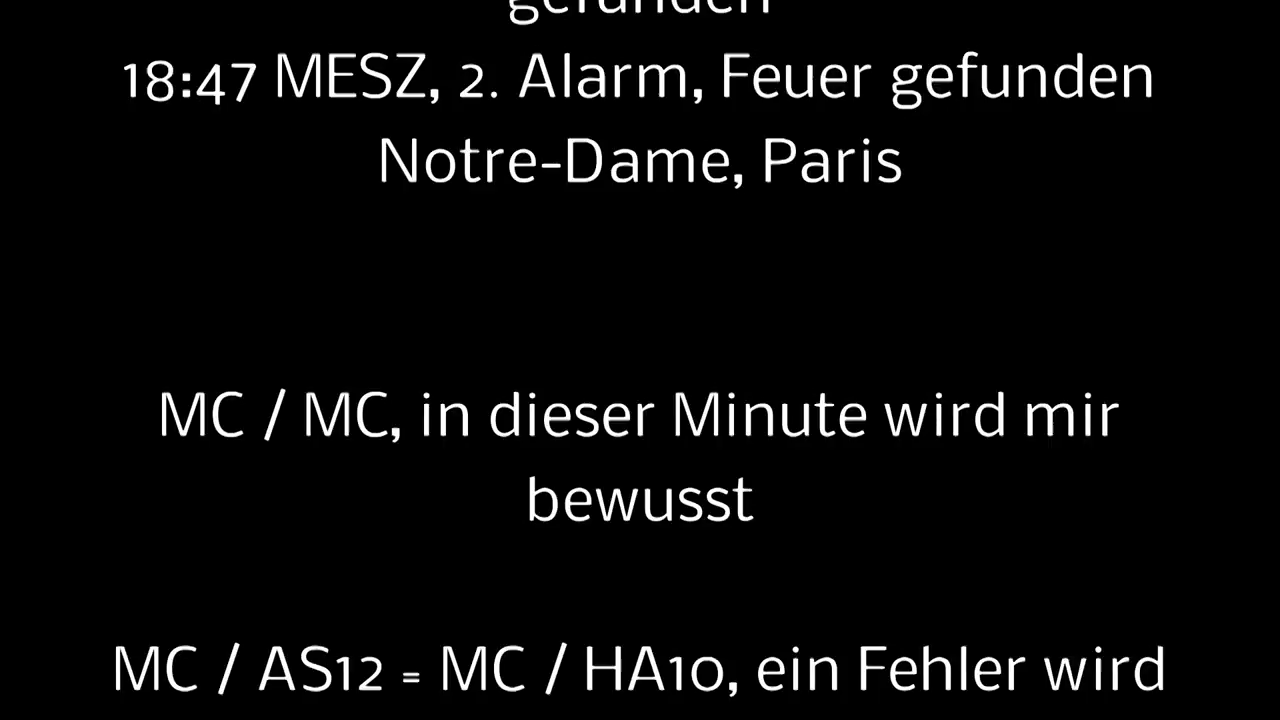 gefunden
18:47 MESZ, 2. Alarm, Feuer gefunden
Notre-Dame, Paris
MC / MC, in dieser Minute wird mir
bewusst
MC / AS12 = MC / HA10, ein Fehler wird